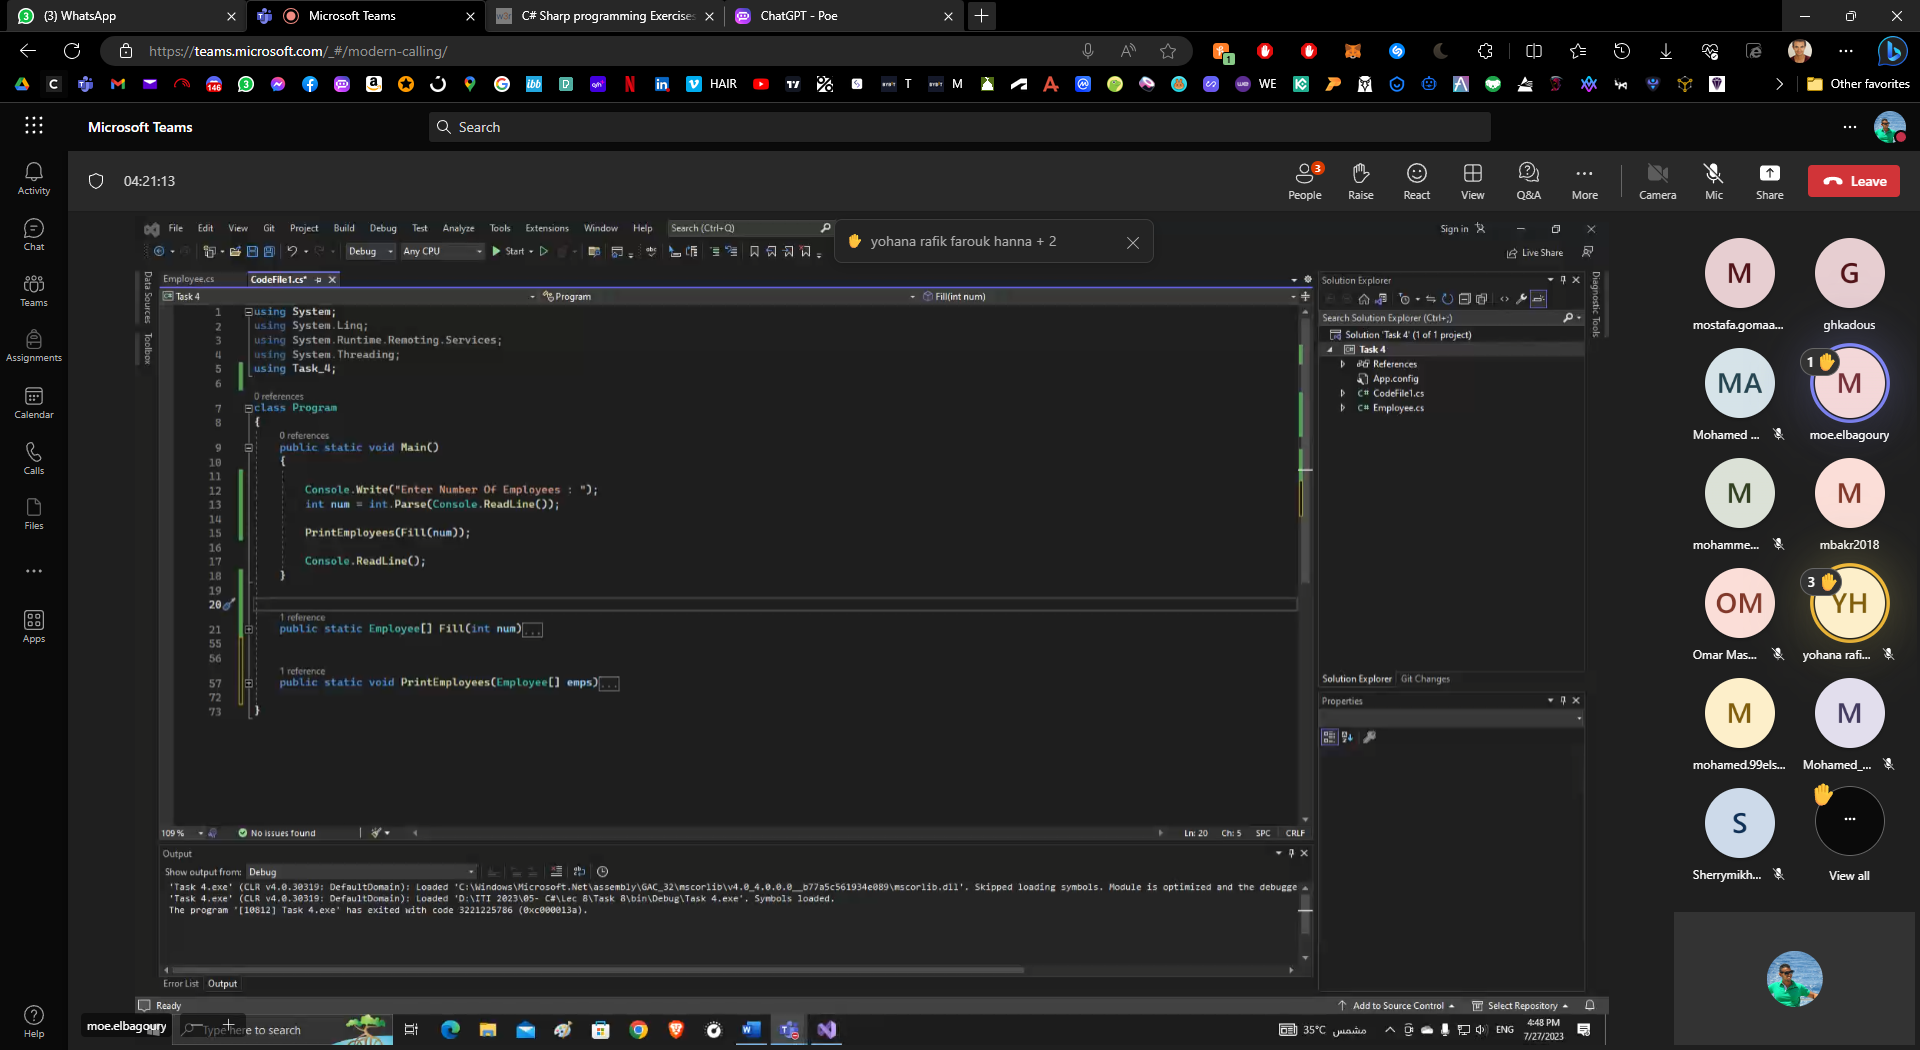 (3) WhatsApp
Microsoft Teams
C# Sharp programming Exercises
ChatGPT - Poe
https://teams.microsoft.com/_#/modern-calling/
1
146
HAIR
T
M
WE
Other favorites
Microsoft Teams
Search
Activity
Chat
Teams
Assignments
Calendar
Calls
Files
Apps
Help
04:21:13
3
People
Raise
React
View
Q&A
More
Camera
Mic
Share
Leave
File Edit View Git Project Build Debug Test Analyze Tools Extensions Window Help Search (Ctrl+Q)
Sign in
yohana rafik farouk hanna + 2
Debug Any CPU Start
Live Share
Data Sources
Toolbox
Diagnostic Tools
Employee.cs CodeFile1.cs*
Task 4 Program Fill(int num)
1 using System;
2 using System.Linq;
3 using System.Runtime.Remoting.Services;
4 using System.Threading;
5 using Task_4;
6
0 references
7 class Program
8 {
0 references
9 public static void Main()
10 {
11
12 Console.Write("Enter Number Of Employees : ");
13 int num = int.Parse(Console.ReadLine());
14
15 PrintEmployees(Fill(num));
16
17 Console.ReadLine();
18 }
19
20
1 reference
21 public static Employee[] Fill(int num)...
55
56
1 reference
57 public static void PrintEmployees(Employee[] emps)...
72
73 }
109 % No issues found Ln: 20 Ch: 5 SPC CRLF
Solution Explorer
Search Solution Explorer (Ctrl+;)
Solution 'Task 4' (1 of 1 project)
Task 4
References
App.config
C# CodeFile1.cs
C# Employee.cs
Solution Explorer Git Changes
Properties
Output
Show output from: Debug
'Task 4.exe' (CLR v4.0.30319: DefaultDomain): Loaded 'C:\Windows\Microsoft.Net\assembly\GAC_32\mscorlib\v4.0_4.0.0.0__b77a5c561934e089\mscorlib.dll'. Skipped loading symbols. Module is optimized and the debugge
'Task 4.exe' (CLR v4.0.30319: DefaultDomain): Loaded 'D:\ITI 2023\05- C#\Lec 8\Task 8\bin\Debug\Task 4.exe'. Symbols loaded.
The program '[10812] Task 4.exe' has exited with code 3221225786 (0xc000013a).
Error List Output
Ready
Add to Source Control Select Repository
moe.elbagoury
Type here to search
35°C مشمس
ENG
4:48 PM
7/27/2023
M
mostafa.gomaa...
G
ghkadous
MA
Mohamed ...
1
M
moe.elbagoury
M
mohamme...
M
mbakr2018
OM
Omar Mas...
3
YH
yohana rafi...
M
mohamed.99els...
M
Mohamed_...
S
Sherrymikh...
...
View all